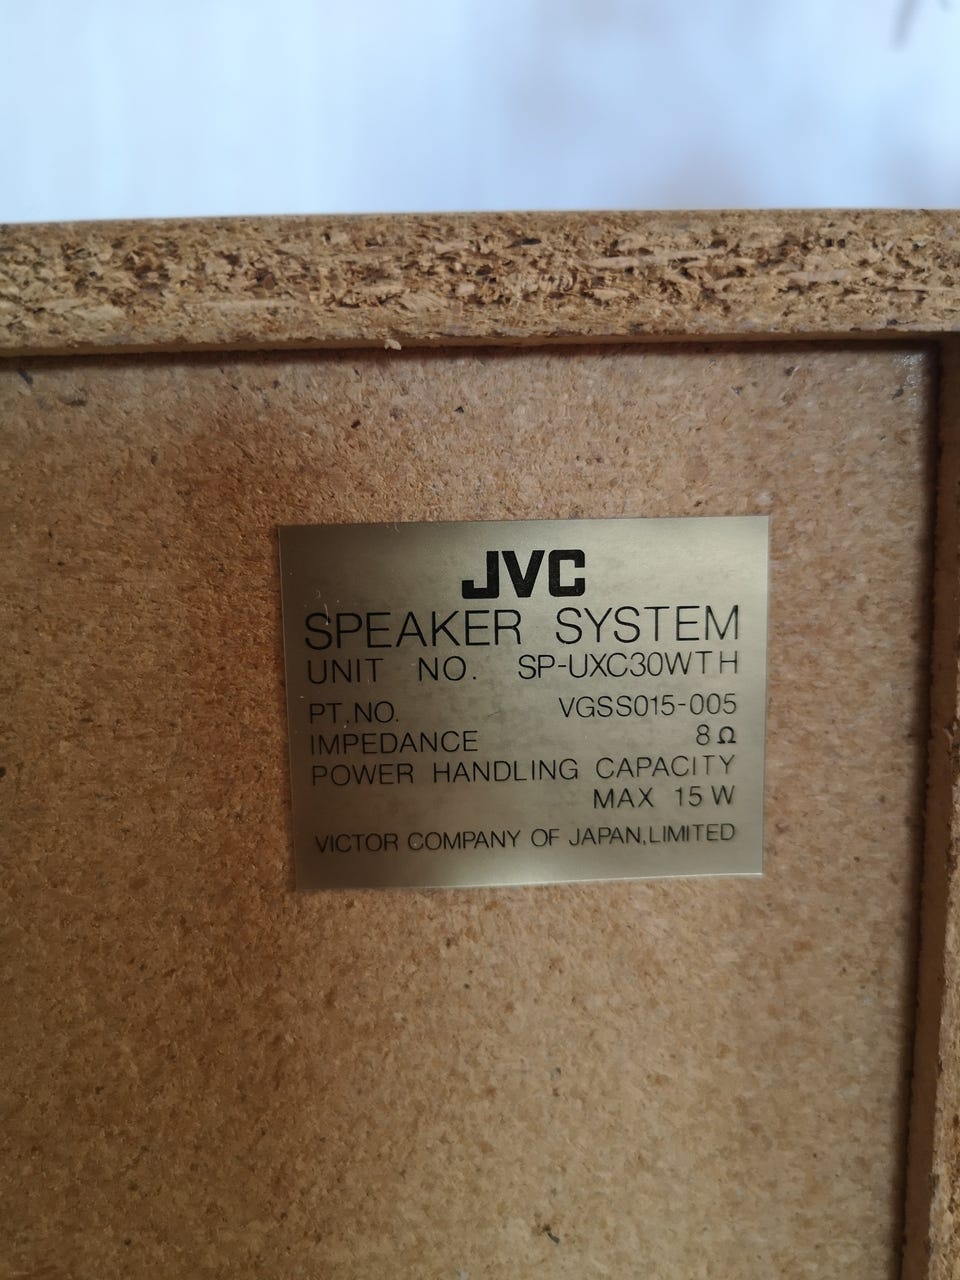 JVC
SPEAKER SYSTEM
UNIT NO. SP-UXC30WTH
PT.NO. VGSS015-005
IMPEDANCE 8Ω
POWER HANDLING CAPACITY
MAX 15W
VICTOR COMPANY OF JAPAN,LIMITED